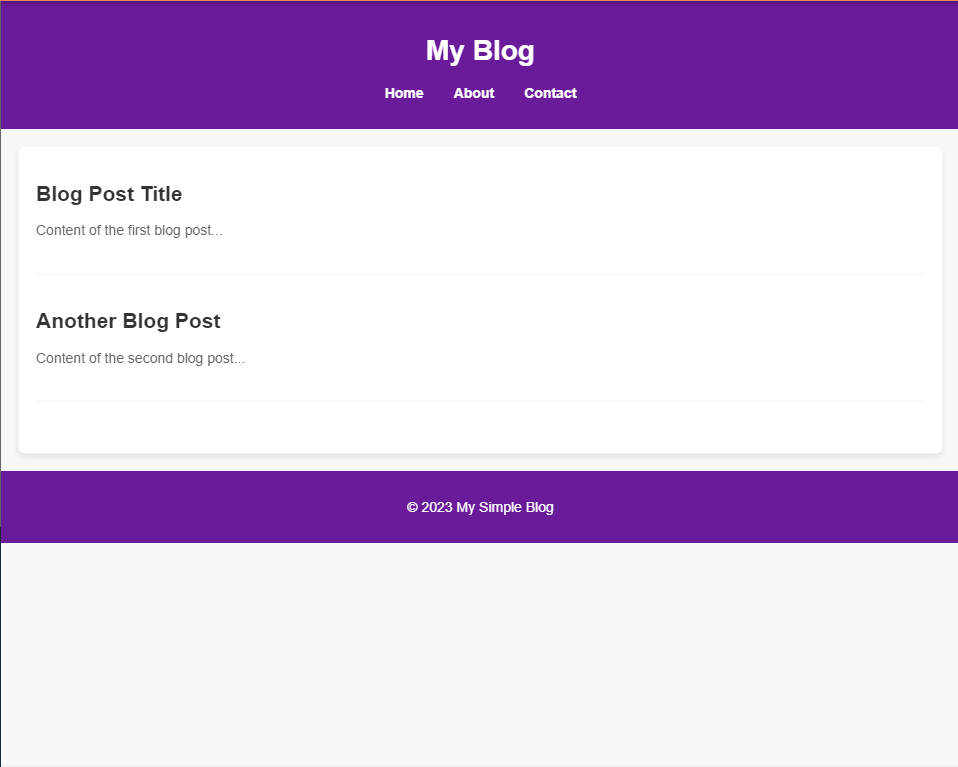 My Blog
Home About Contact
Blog Post Title
Content of the first blog post...
Another Blog Post
Content of the second blog post...
© 2023 My Simple Blog